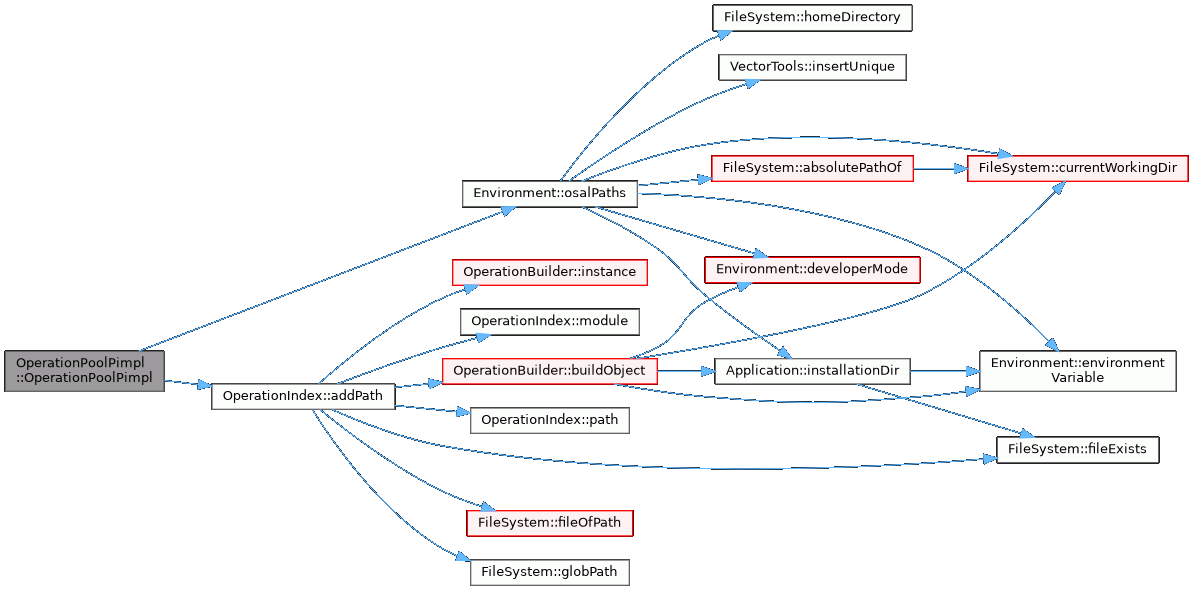 FileSystem::homeDirectory
VectorTools::insertUnique
FileSystem::absolutePathOf
FileSystem::currentWorkingDir
Environment::osalPaths
Environment::developerMode
OperationBuilder::instance
OperationIndex::module
OperationPoolPimpl
::OperationPoolPimpl
OperationBuilder::buildObject
Application::installationDir
Environment::environment
Variable
OperationIndex::addPath
OperationIndex::path
FileSystem::fileExists
FileSystem::fileOfPath
FileSystem::globPath